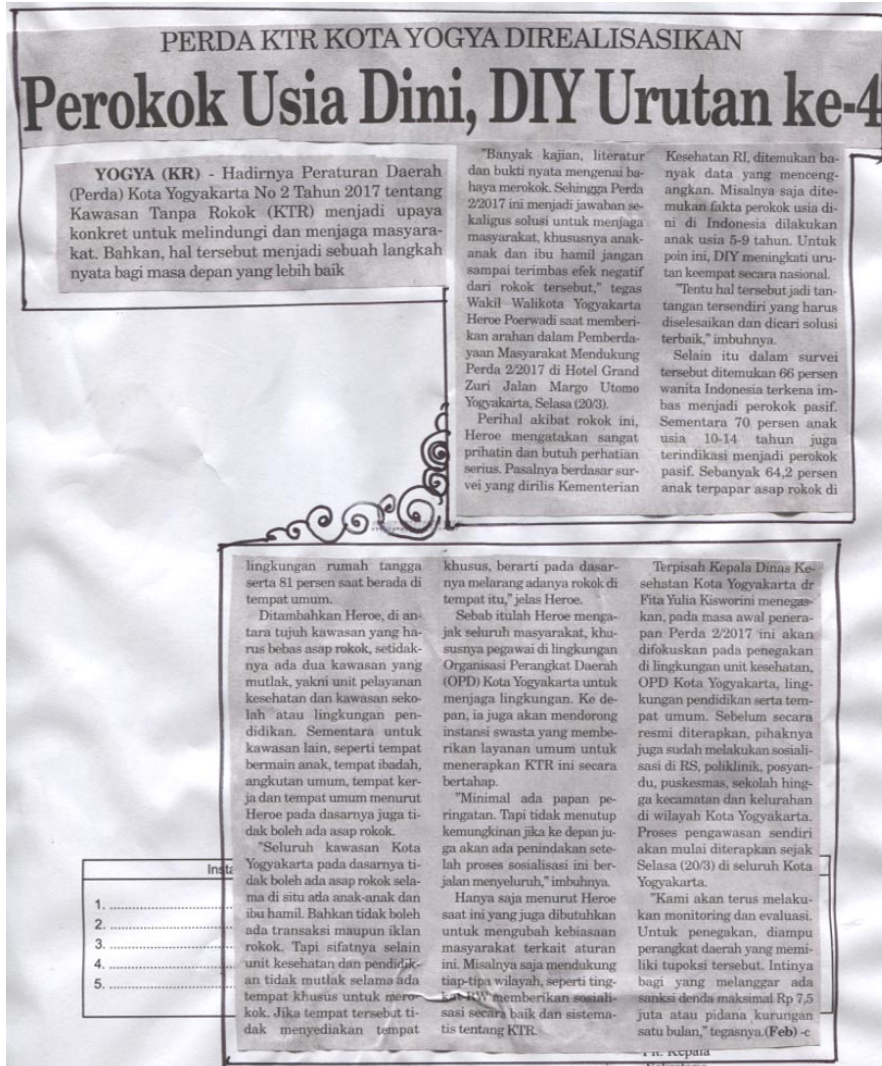 PERDA KTR KOTA YOGYA DIREALISASIKAN
Perokok Usia Dini, DIY Urutan ke-4
YOGYA (KR) - Hadirnya Peraturan Daerah
(Perda) Kota Yogyakarta No 2 Tahun 2017 tentang
Kawasan Tanpa Rokok (KTR) menjadi upaya
konkret untuk melindungi dan menjaga masyara-
kat. Bahkan, hal tersebut menjadi sebuah langkah
nyata bagi masa depan yang lebih baik
"Banyak kajian, literatur
dan bukti nyata mengenai ba-
haya merokok. Sehingga Perda
2/2017 ini menjadi jawaban se-
kaligus solusi untuk menjaga
masyarakat, khususnya anak-
anak dan ibu hamil jangan
sampai terimbas efek negatif
dari rokok tersebut," tegas
Wakil Walikota Yogyakarta
Heroe Poerwadi saat memberi-
kan arahan dalam Pemberda-
yaan Masyarakat Mendukung
Perda 2/2017 di Hotel Grand
Zuri Jalan Margo Utomo
Yogyakarta, Selasa (20/3).
Perihal akibat rokok ini,
Heroe mengatakan sangat
prihatin dan butuh perhatian
serius. Pasalnya berdasar sur-
vei yang dirilis Kementerian
Kesehatan RI, ditemukan ba-
nyak data yang menceng-
angkan. Misalnya saja dite-
mukan fakta perokok usia di-
ni di Indonesia dilakukan
anak usia 5-9 tahun. Untuk
poin ini, DIY meningkati uru-
tan keempat secara nasional.
"Tentu hal tersebut jadi tan-
tangan tersendiri yang harus
diselesaikan dan dicari solusi
terbaik," imbuhnya.
Selain itu dalam survei
tersebut ditemukan 66 persen
wanita Indonesia terkena im-
bas menjadi perokok pasif.
Sementara 70 persen anak
usia 10-14 tahun juga
terindikasi menjadi perokok
pasif. Sebanyak 64,2 persen
anak terpapar asap rokok di
lingkungan rumah tangga
serta 81 persen saat berada di
tempat umum.
Ditambahkan Heroe, di an-
tara tujuh kawasan yang ha-
rus bebas asap rokok, setidak-
nya ada dua kawasan yang
mutlak, yakni unit pelayanan
kesehatan dan kawasan seko-
lah atau lingkungan pen-
didikan. Sementara untuk
kawasan lain, seperti tempat
bermain anak, tempat ibadah,
angkutan umum, tempat ker-
ja dan tempat umum menurut
Heroe pada dasarnya juga ti-
dak boleh ada asap rokok.
"Seluruh kawasan Kota
Yogyakarta pada dasarnya ti-
dak boleh ada asap rokok sela-
ma di situ ada anak-anak dan
ibu hamil. Bahkan tidak boleh
ada transaksi maupun iklan
rokok. Tapi sifatnya selain
unit kesehatan dan pendidik-
an tidak mutlak selama ada
tempat khusus untuk mero-
kok. Jika tempat tersebut ti-
dak menyediakan tempat
khusus, berarti pada dasar-
nya melarang adanya rokok di
tempat itu," jelas Heroe.
Sebab itulah Heroe menga-
jak seluruh masyarakat, khu-
susnya pegawai di lingkungan
Organisasi Perangkat Daerah
(OPD) Kota Yogyakarta untuk
menjaga lingkungan. Ke de-
pan, ia juga akan mendorong
instansi swasta yang membe-
rikan layanan umum untuk
menerapkan KTR ini secara
bertahap.
"Minimal ada papan pe-
ringatan. Tapi tidak menutup
kemungkinan jika ke depan ju-
ga akan ada penindakan sete-
lah proses sosialisasi ini ber-
jalan menyeluruh," imbuhnya.
Hanya saja menurut Heroe
saat ini yang juga dibutuhkan
untuk mengubah kebiasaan
masyarakat terkait aturan
ini. Misalnya saja mendukung
tiap-tipa wilayah, seperti ting-
kat RW memberikan sosiali-
sasi secara baik dan sistema-
tis tentang KTR.
Terpisah Kepala Dinas Ke-
sehatan Kota Yogyakarta dr
Fita Yulia Kisworini menegas-
kan, pada masa awal penera-
pan Perda 2/2017 ini akan
difokuskan pada penegakan
di lingkungan unit kesehatan,
OPD Kota Yogyakarta, ling-
kungan pendidikan serta tem-
pat umum. Sebelum secara
resmi diterapkan, pihaknya
juga sudah melakukan sosiali-
sasi di RS, poliklinik, posyan-
du, puskesmas, sekolah hing-
ga kecamatan dan kelurahan
di wilayah Kota Yogyakarta.
Proses pengawasan sendiri
akan mulai diterapkan sejak
Selasa (20/3) di seluruh Kota
Yogyakarta.
"Kami akan terus melaku-
kan monitoring dan evaluasi.
Untuk penegakan, diampu
perangkat daerah yang memi-
liki tupoksi tersebut. Intinya
bagi yang melanggar ada
sanksi denda maksimal Rp 7,5
juta atau pidana kurungan
satu bulan," tegasnya.(Feb) -c
Insta
1.
2.
3.
4.
5.
Plt. Kepala